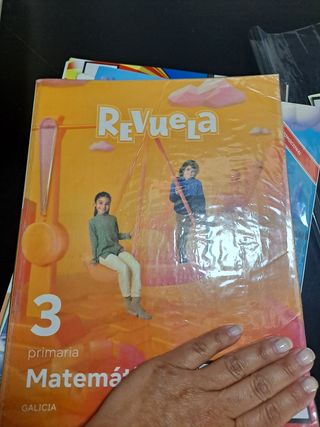 REVUELA
3
primaria
Matemát
GALICIA